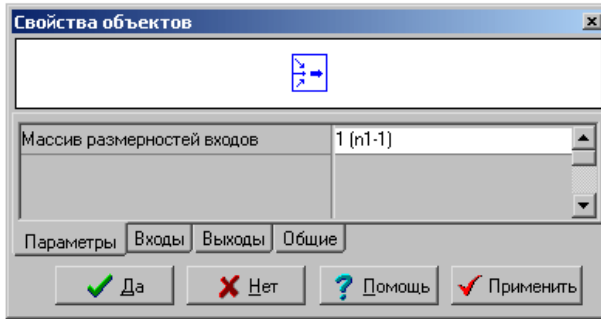 Свойства объектов
Массив размерностей входов 1 (n1-1)
Параметры Входы Выходы Общие
Да Нет Помощь Применить